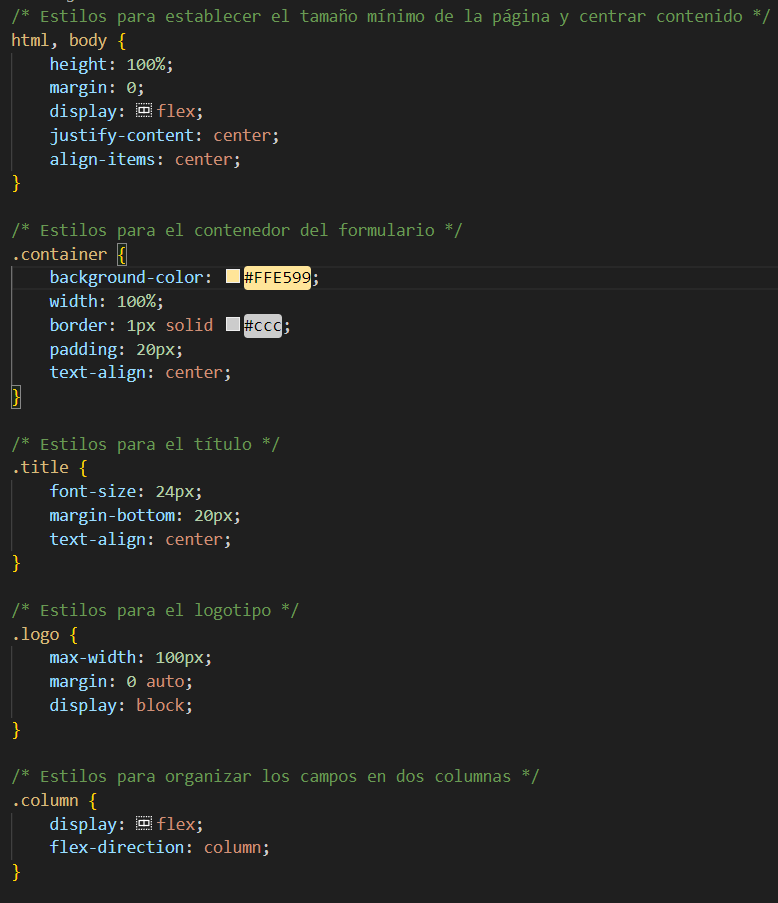 /* Estilos para establecer el tamaño mínimo de la página y centrar contenido */
html, body {
    height: 100%;
    margin: 0;
    display: flex;
    justify-content: center;
    align-items: center;
}

/* Estilos para el contenedor del formulario */
.container {
    background-color: #FFE599;
    width: 100%;
    border: 1px solid #ccc;
    padding: 20px;
    text-align: center;
}

/* Estilos para el título */
.title {
    font-size: 24px;
    margin-bottom: 20px;
    text-align: center;
}

/* Estilos para el logotipo */
.logo {
    max-width: 100px;
    margin: 0 auto;
    display: block;
}

/* Estilos para organizar los campos en dos columnas */
.column {
    display: flex;
    flex-direction: column;
}